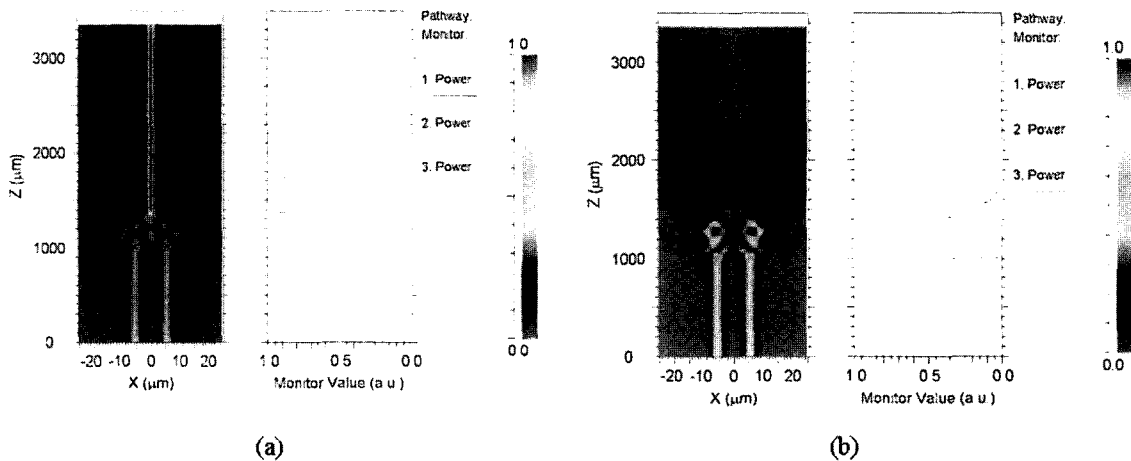 Pathway.
Monitor.
1. Power
2. Power
3. Power
1 0
0 0
3000
2000
1000
0
Z (μm)
-20
-10
0
10
20
X (μm)
1 0
0 5
0 0
Monitor Value (a u )
(a)
Pathway.
Monitor.
1. Power
2 Power
3. Power
1 0
0 0
3000
2000
1000
0
Z (μm)
-20
-10
0
10
20
X (μm)
1 0
0 5
0 0
Monitor Value (a u )
(b)